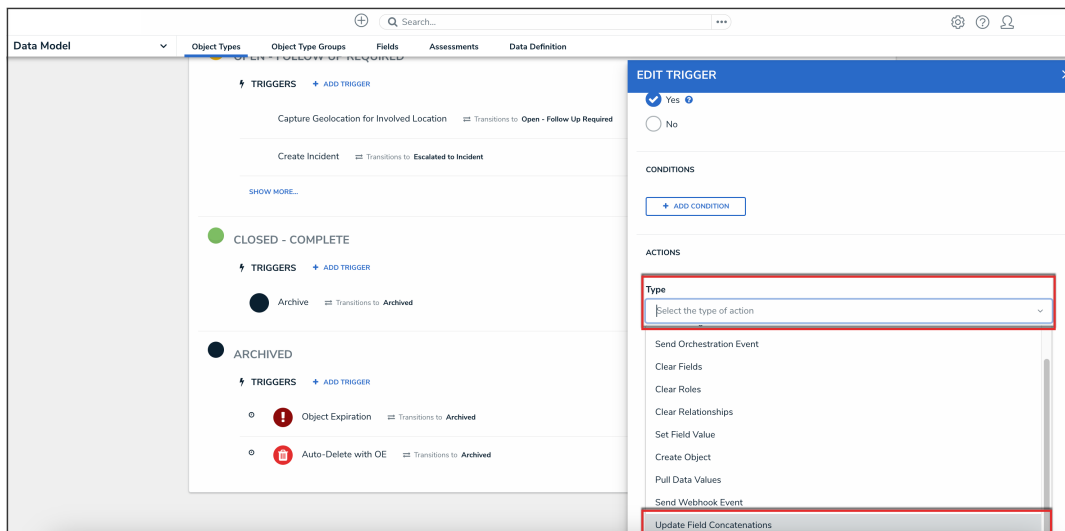 Search...
Data Model
Object Types
Object Type Groups
Fields
Assessments
Data Definition
OPEN - FOLLOW UP REQUIRED
TRIGGERS + ADD TRIGGER
Capture Geolocation for Involved Location Transitions to Open - Follow Up Required
Create Incident Transitions to Escalated to Incident
SHOW MORE...
CLOSED - COMPLETE
TRIGGERS + ADD TRIGGER
Archive Transitions to Archived
ARCHIVED
TRIGGERS + ADD TRIGGER
Object Expiration Transitions to Archived
Auto-Delete with OE Transitions to Archived
EDIT TRIGGER
Yes
No
CONDITIONS
+ ADD CONDITION
ACTIONS
Type
Select the type of action
Send Orchestration Event
Clear Fields
Clear Roles
Clear Relationships
Set Field Value
Create Object
Pull Data Values
Send Webhook Event
Update Field Concatenations